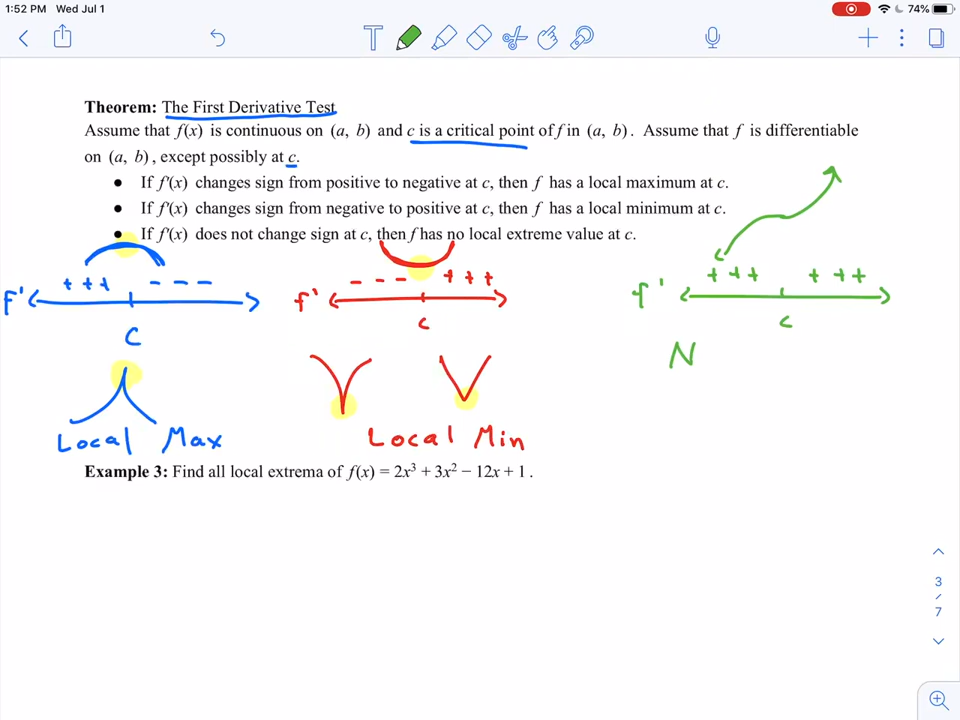 1:52 PM Wed Jul 1 74%
Theorem: The First Derivative Test
Assume that f(x) is continuous on (a, b) and c is a critical point of f in (a, b). Assume that f is differentiable
on (a, b), except possibly at c.
● If f'(x) changes sign from positive to negative at c, then f has a local maximum at c.
● If f'(x) changes sign from negative to positive at c, then f has a local minimum at c.
● If f'(x) does not change sign at c, then f has no local extreme value at c.
f' + + + - - -
c
Local Max
f' - - - + + +
c
Local Min
f' + + + + + +
c
N
Example 3: Find all local extrema of f(x) = 2x³ + 3x² − 12x + 1.
3
/
7